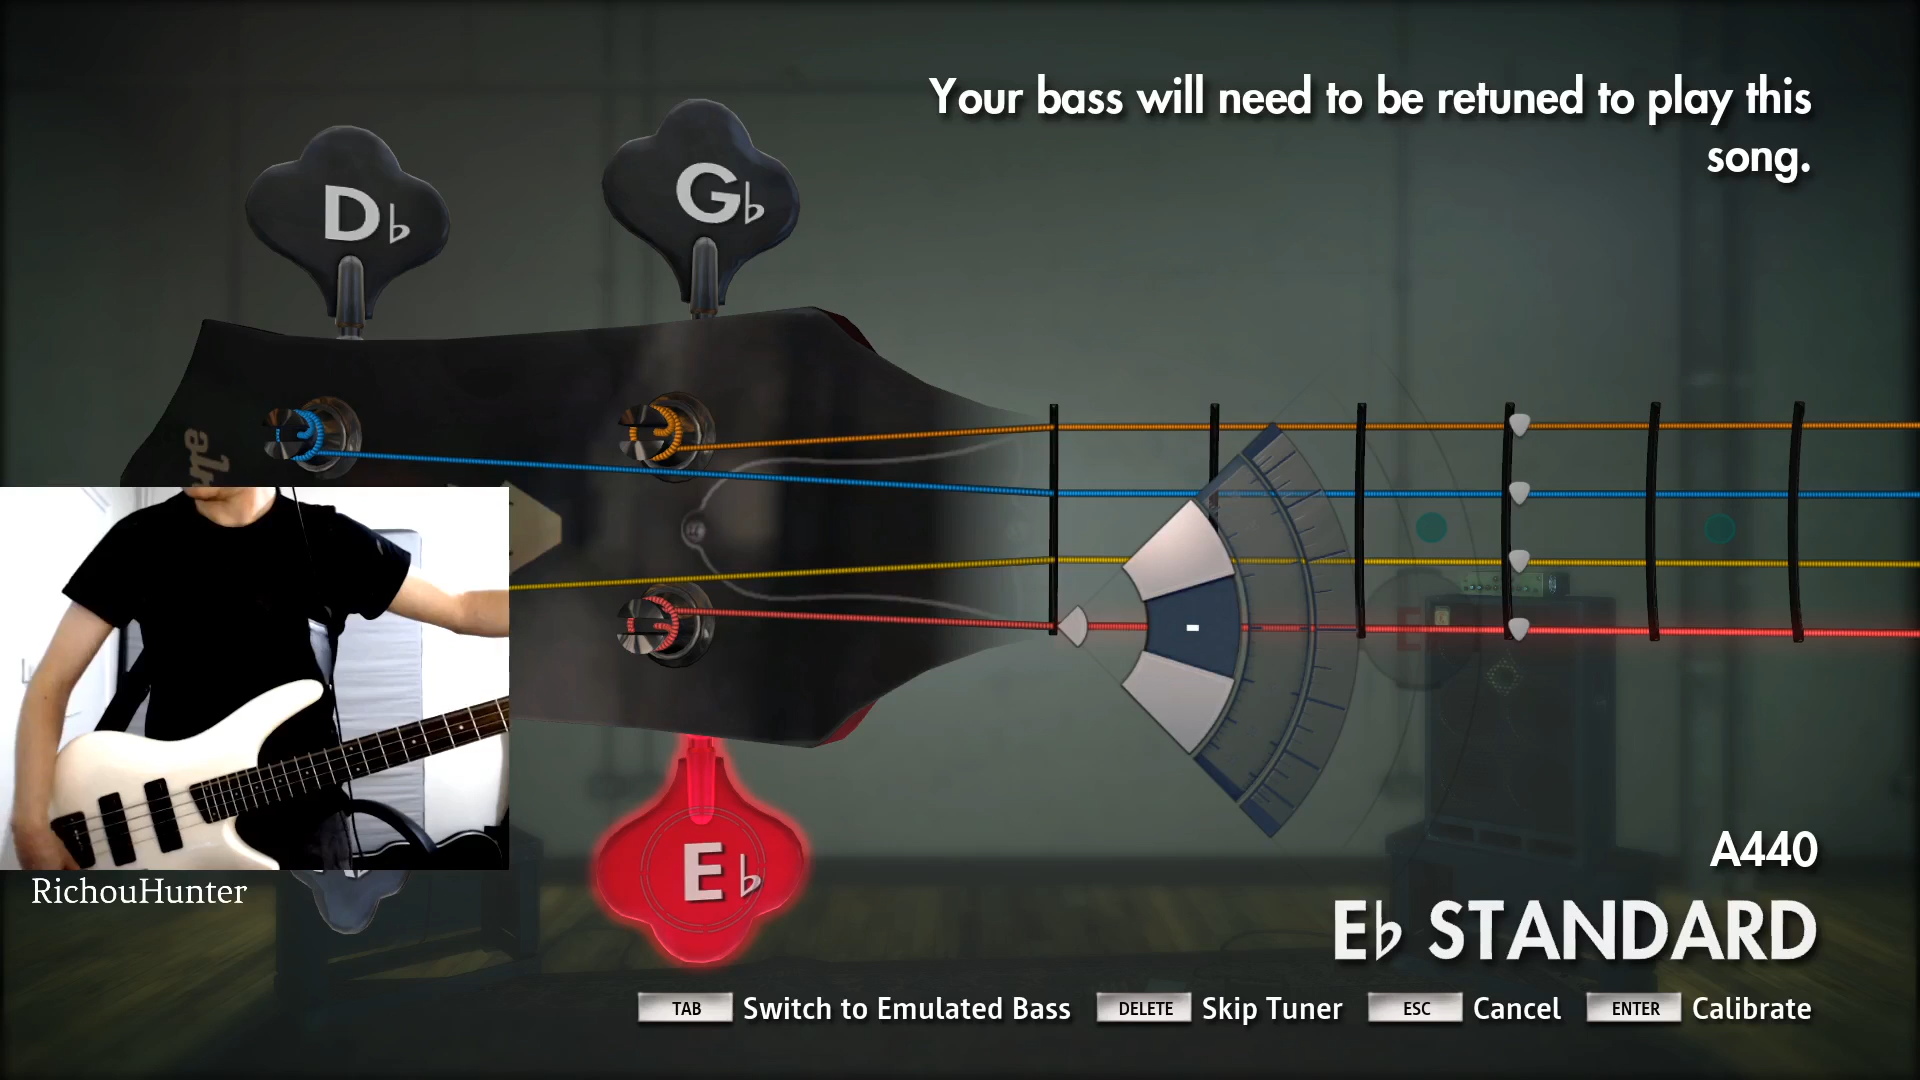 Your bass will need to be retuned to play this
song.
D♭
G♭
E♭
RichouHunter
A440
E♭ STANDARD
TAB Switch to Emulated Bass DELETE Skip Tuner ESC Cancel ENTER Calibrate